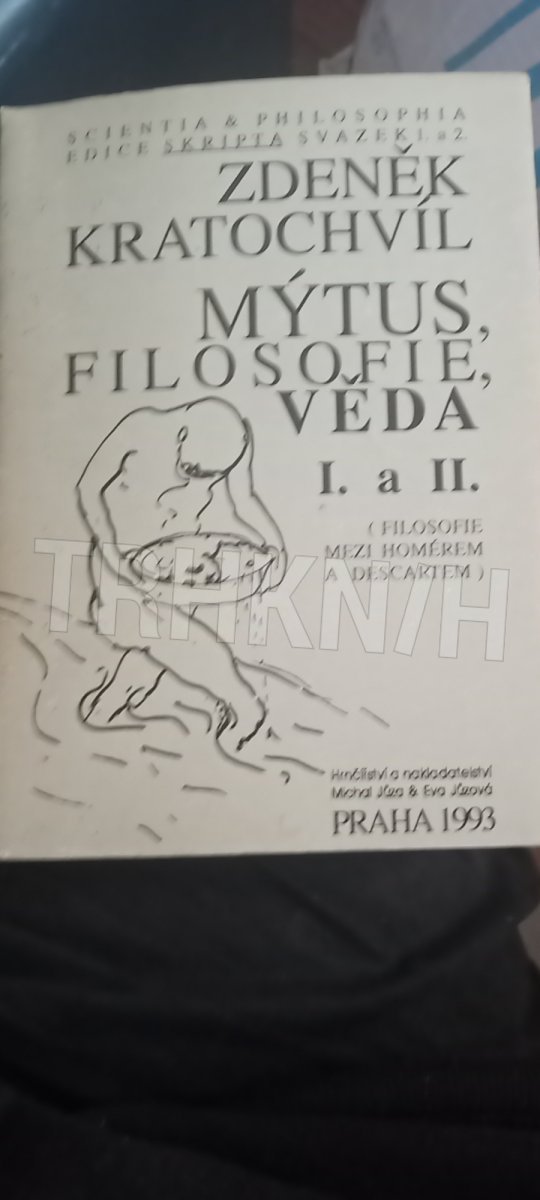 SCIENTIA & PHILOSOPHIA
EDICE SKRIPTA SVAZEK 1. a 2.
ZDENĚK
KRATOCHVÍL
MÝTUS,
FILOSOFIE,
VĚDA
I. a II.
( FILOSOFIE
MEZI HOMÉREM
A DESCARTEM )
TRHKNIH
Hrnčířství a nakladatelství
Michal Jůza & Eva Jůzová
PRAHA 1993